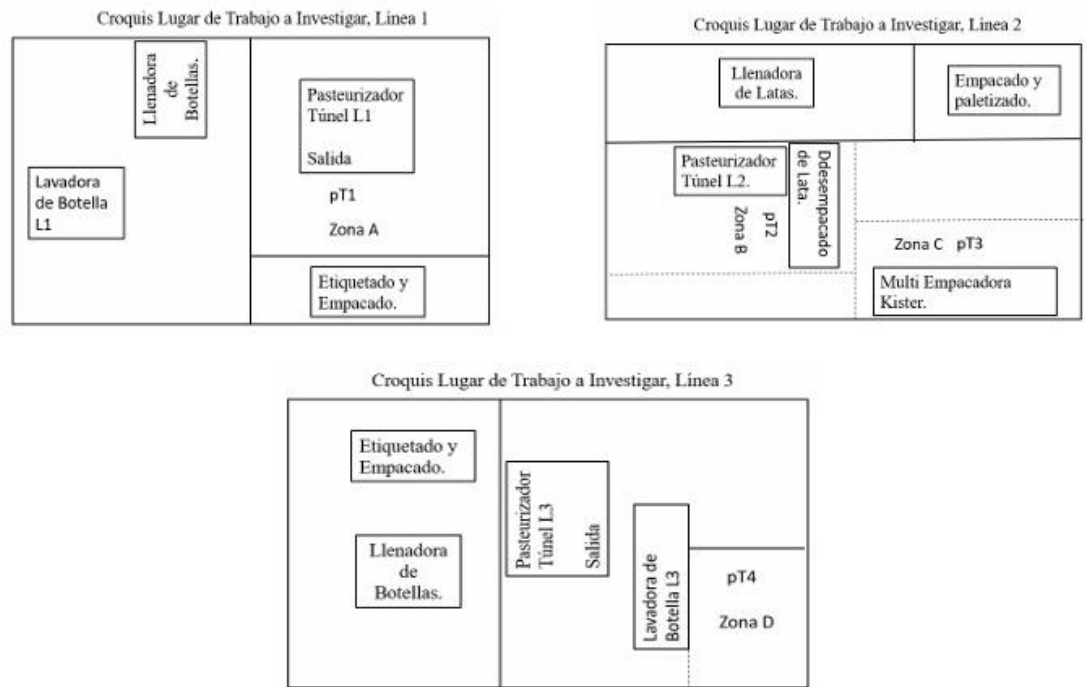 Croquis Lugar de Trabajo a Investigar, Línea 1
Llenadora
de
Botellas.
Pasteurizador
Túnel L1
Salida
Lavadora
de Botella
L1
pT1
Zona A
Etiquetado y
Empacado.
Croquis Lugar de Trabajo a Investigar, Línea 2
Llenadora
de Latas.
Empacado y
paletizado.
Pasteurizador
Túnel L2.
Ddesempacado
de Lata.
pT2
Zona B
Zona C pT3
Multi Empacadora
Kister.
Croquis Lugar de Trabajo a Investigar, Línea 3
Etiquetado y
Empacado.
Llenadora
de
Botellas.
Pasteurizador
Túnel L3
Salida
Lavadora de
Botella L3
pT4
Zona D